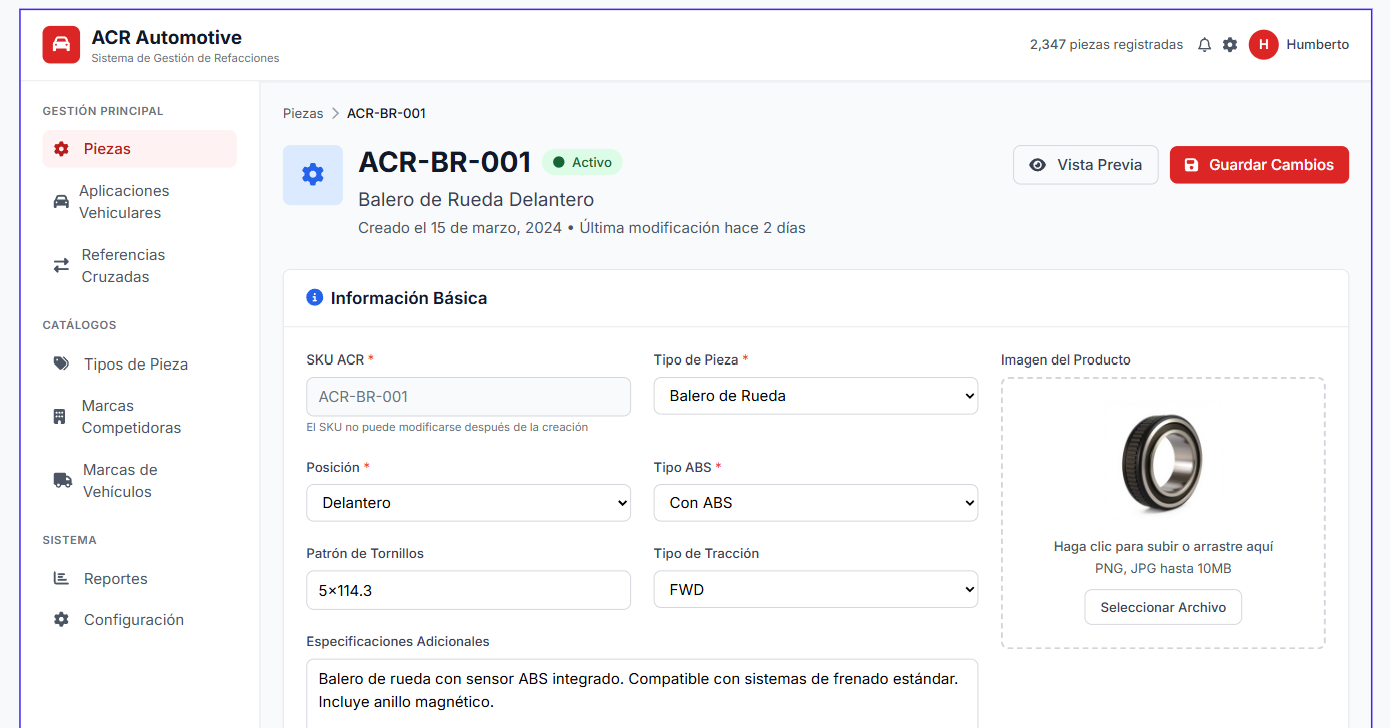 ACR Automotive
Sistema de Gestión de Refacciones
2,347 piezas registradas
H
Humberto
GESTIÓN PRINCIPAL
Piezas
Aplicaciones
Vehiculares
Referencias
Cruzadas
CATÁLOGOS
Tipos de Pieza
Marcas
Competidoras
Marcas de
Vehículos
SISTEMA
Reportes
Configuración
Piezas > ACR-BR-001
ACR-BR-001
Activo
Balero de Rueda Delantero
Creado el 15 de marzo, 2024 • Última modificación hace 2 días
Vista Previa
Guardar Cambios
Información Básica
SKU ACR *
ACR-BR-001
El SKU no puede modificarse después de la creación
Tipo de Pieza *
Balero de Rueda
Posición *
Delantero
Tipo ABS *
Con ABS
Patrón de Tornillos
5×114.3
Tipo de Tracción
FWD
Especificaciones Adicionales
Balero de rueda con sensor ABS integrado. Compatible con sistemas de frenado estándar.
Incluye anillo magnético.
Imagen del Producto
Haga clic para subir o arrastre aquí
PNG, JPG hasta 10MB
Seleccionar Archivo